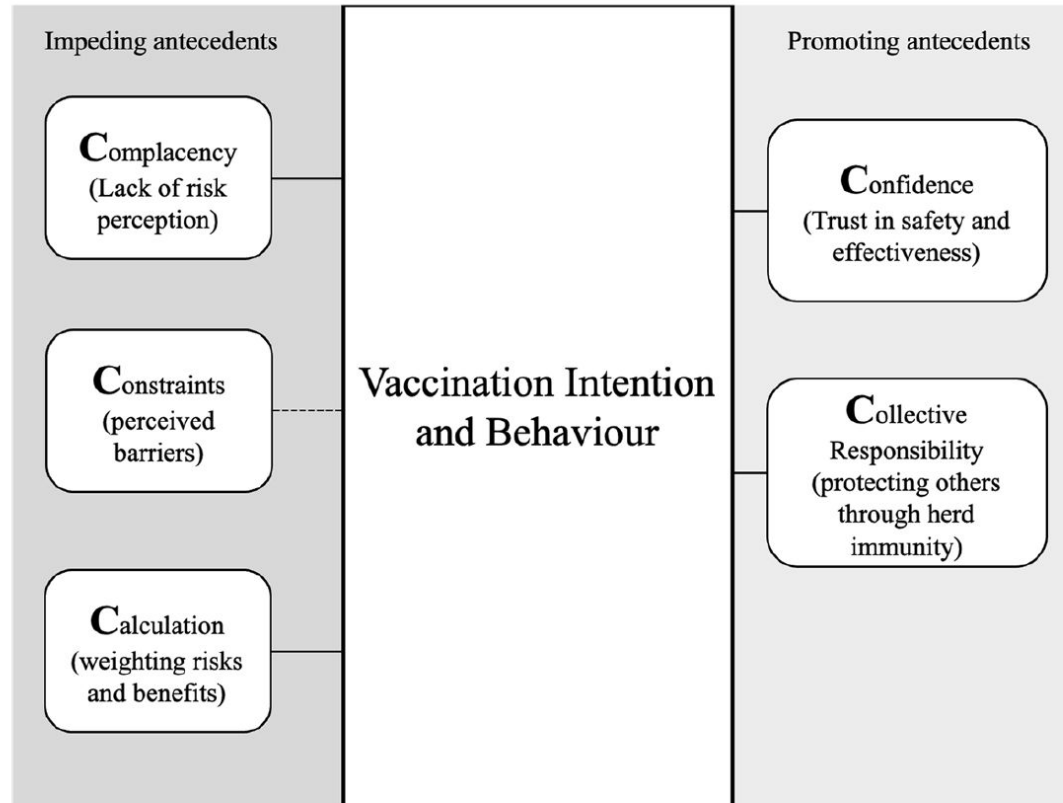 Impeding antecedents
Complacency
(Lack of risk
perception)
Constraints
(perceived
barriers)
Calculation
(weighting risks
and benefits)
Vaccination Intention
and Behaviour
Promoting antecedents
Confidence
(Trust in safety and
effectiveness)
Collective
Responsibility
(protecting others
through herd
immunity)